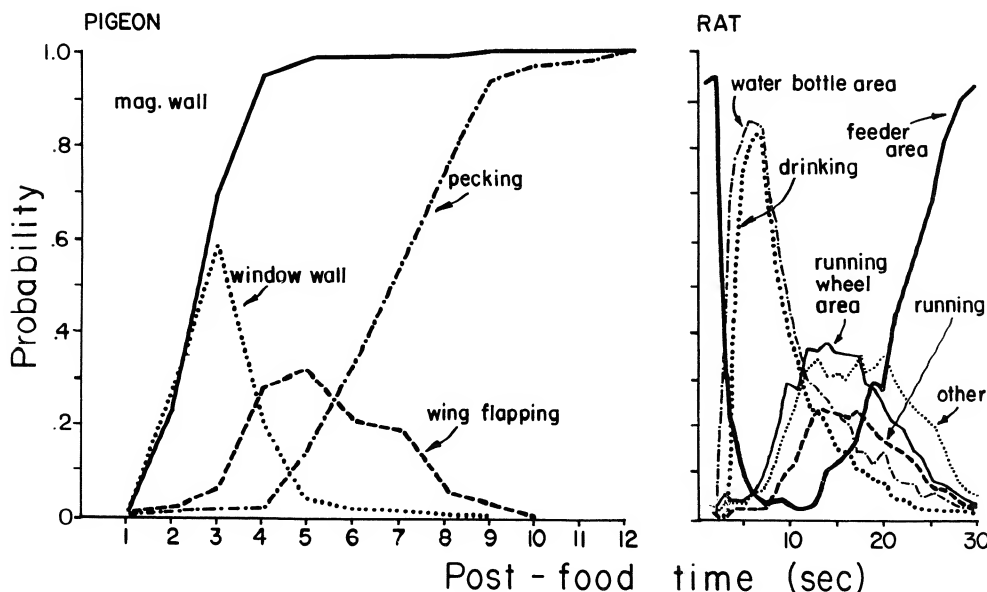 PIGEON
1.0
.8
.6
.4
.2
0
Probability
mag. wall
pecking
window wall
wing flapping
1 2 3 4 5 6 7 8 9 10 11 12
RAT
water bottle area
feeder
area
drinking
running
wheel
area
running
other
10 20 30
Post-food time (sec)